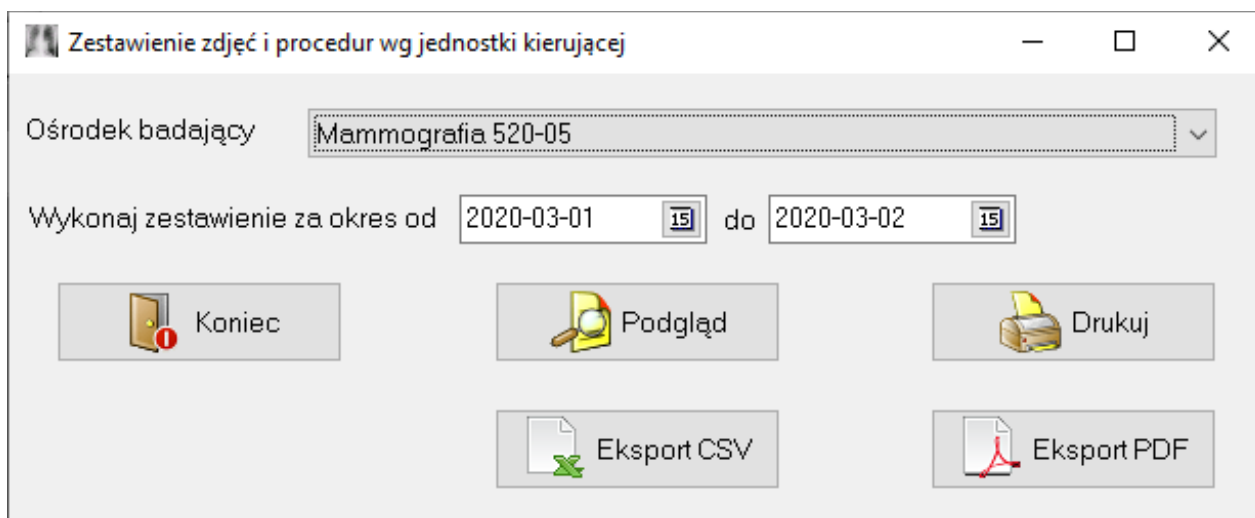 Zestawienie zdjęć i procedur wg jednostki kierującej
Ośrodek badający Mammografia 520-05
Wykonaj zestawienie za okres od 2020-03-01 15 do 2020-03-02 15
Koniec Podgląd Drukuj
Eksport CSV Eksport PDF